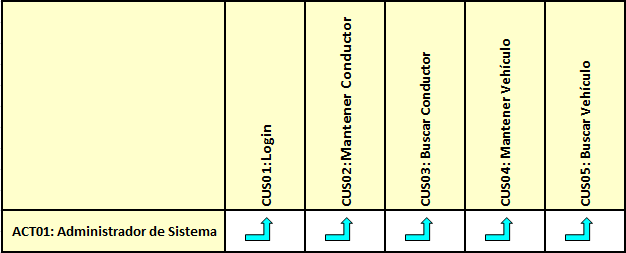 CUS01:Login
CUS02:Mantener Conductor
CUS03: Buscar Conductor
CUS04: Mantener Vehículo
CUS05: Buscar Vehículo
ACT01: Administrador de Sistema